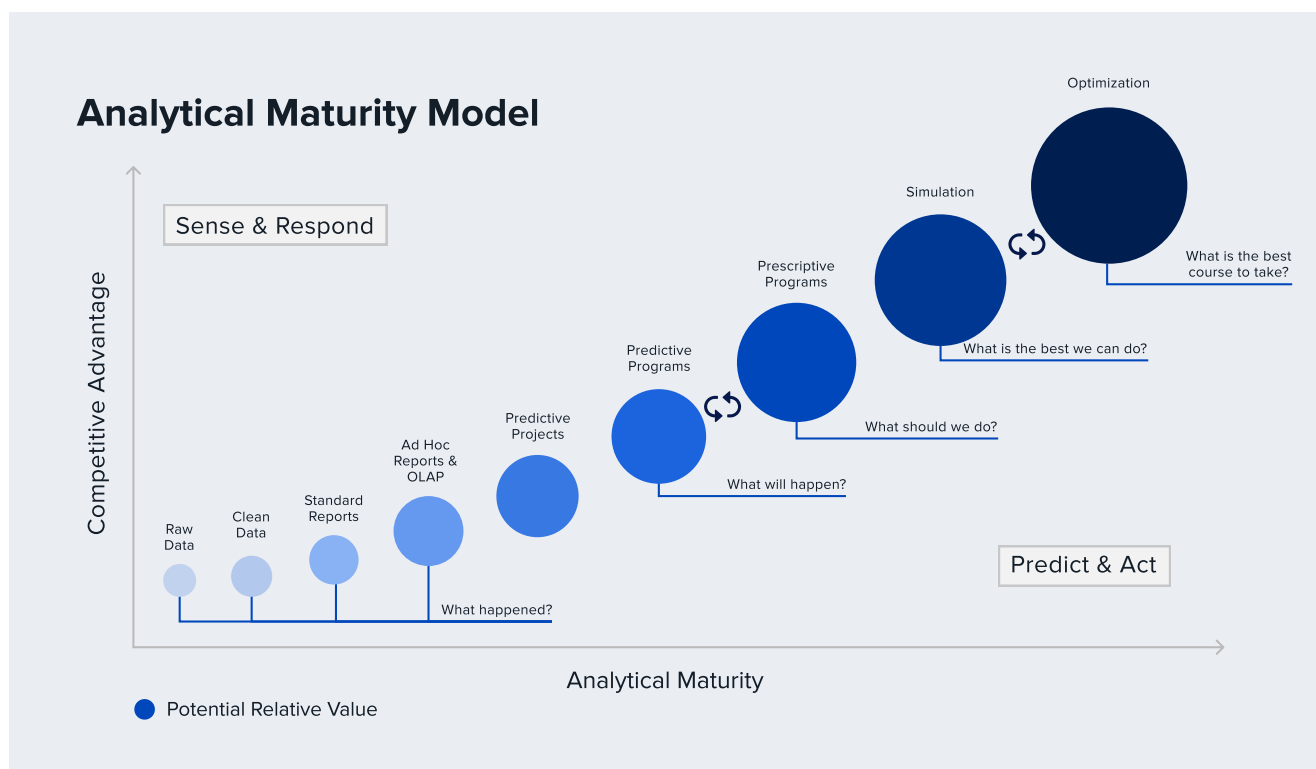 Analytical Maturity Model
Sense & Respond
Competitive Advantage
Raw
Data
Clean
Data
Standard
Reports
Ad Hoc
Reports &
OLAP
What happened?
Predictive
Projects
Predictive
Programs
What will happen?
Prescriptive
Programs
What should we do?
Simulation
What is the best we can do?
Optimization
What is the best
course to take?
Predict & Act
Analytical Maturity
Potential Relative Value